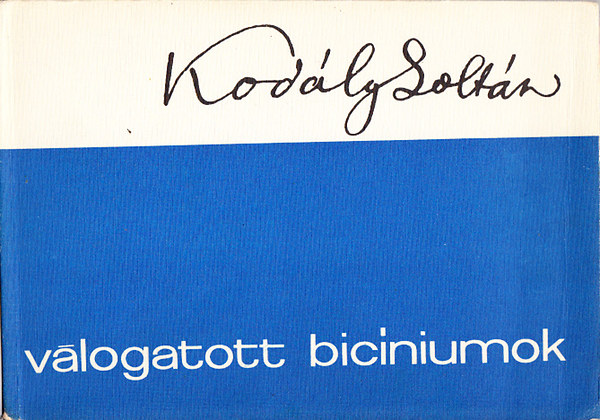 Kodály Zoltán
válogatott biciniumok